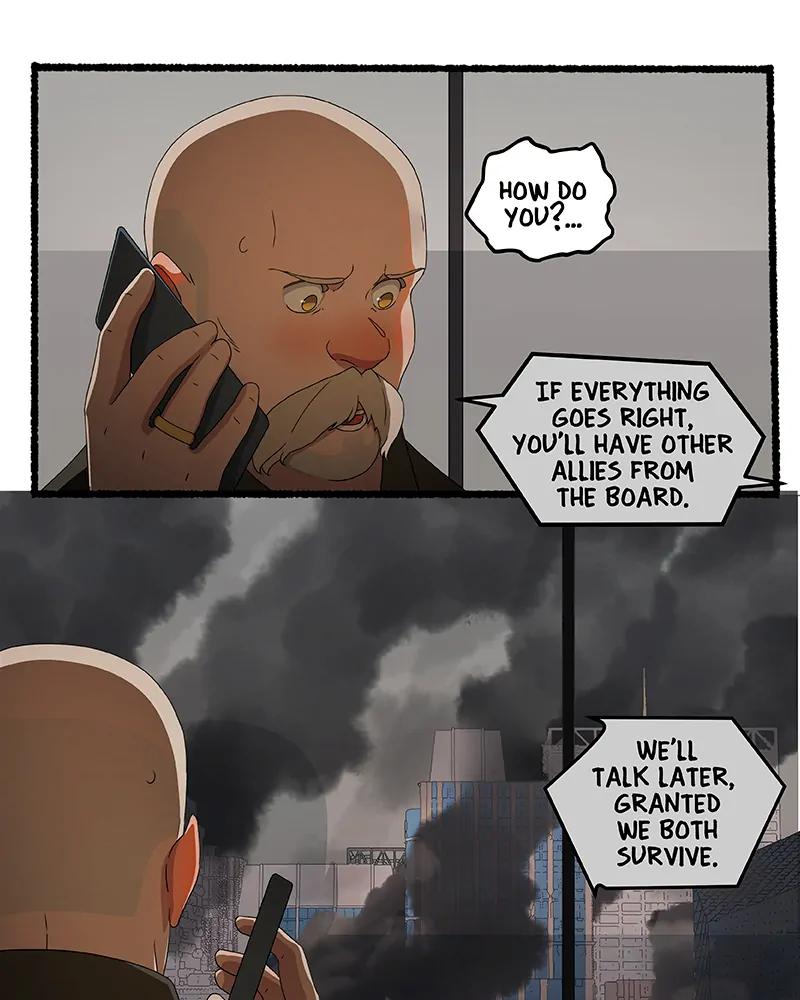 HOW DO
YOU?...
IF EVERYTHING
GOES RIGHT,
YOU'LL HAVE OTHER
ALLIES FROM
THE BOARD.
WE'LL
TALK LATER,
GRANTED
WE BOTH
SURVIVE.